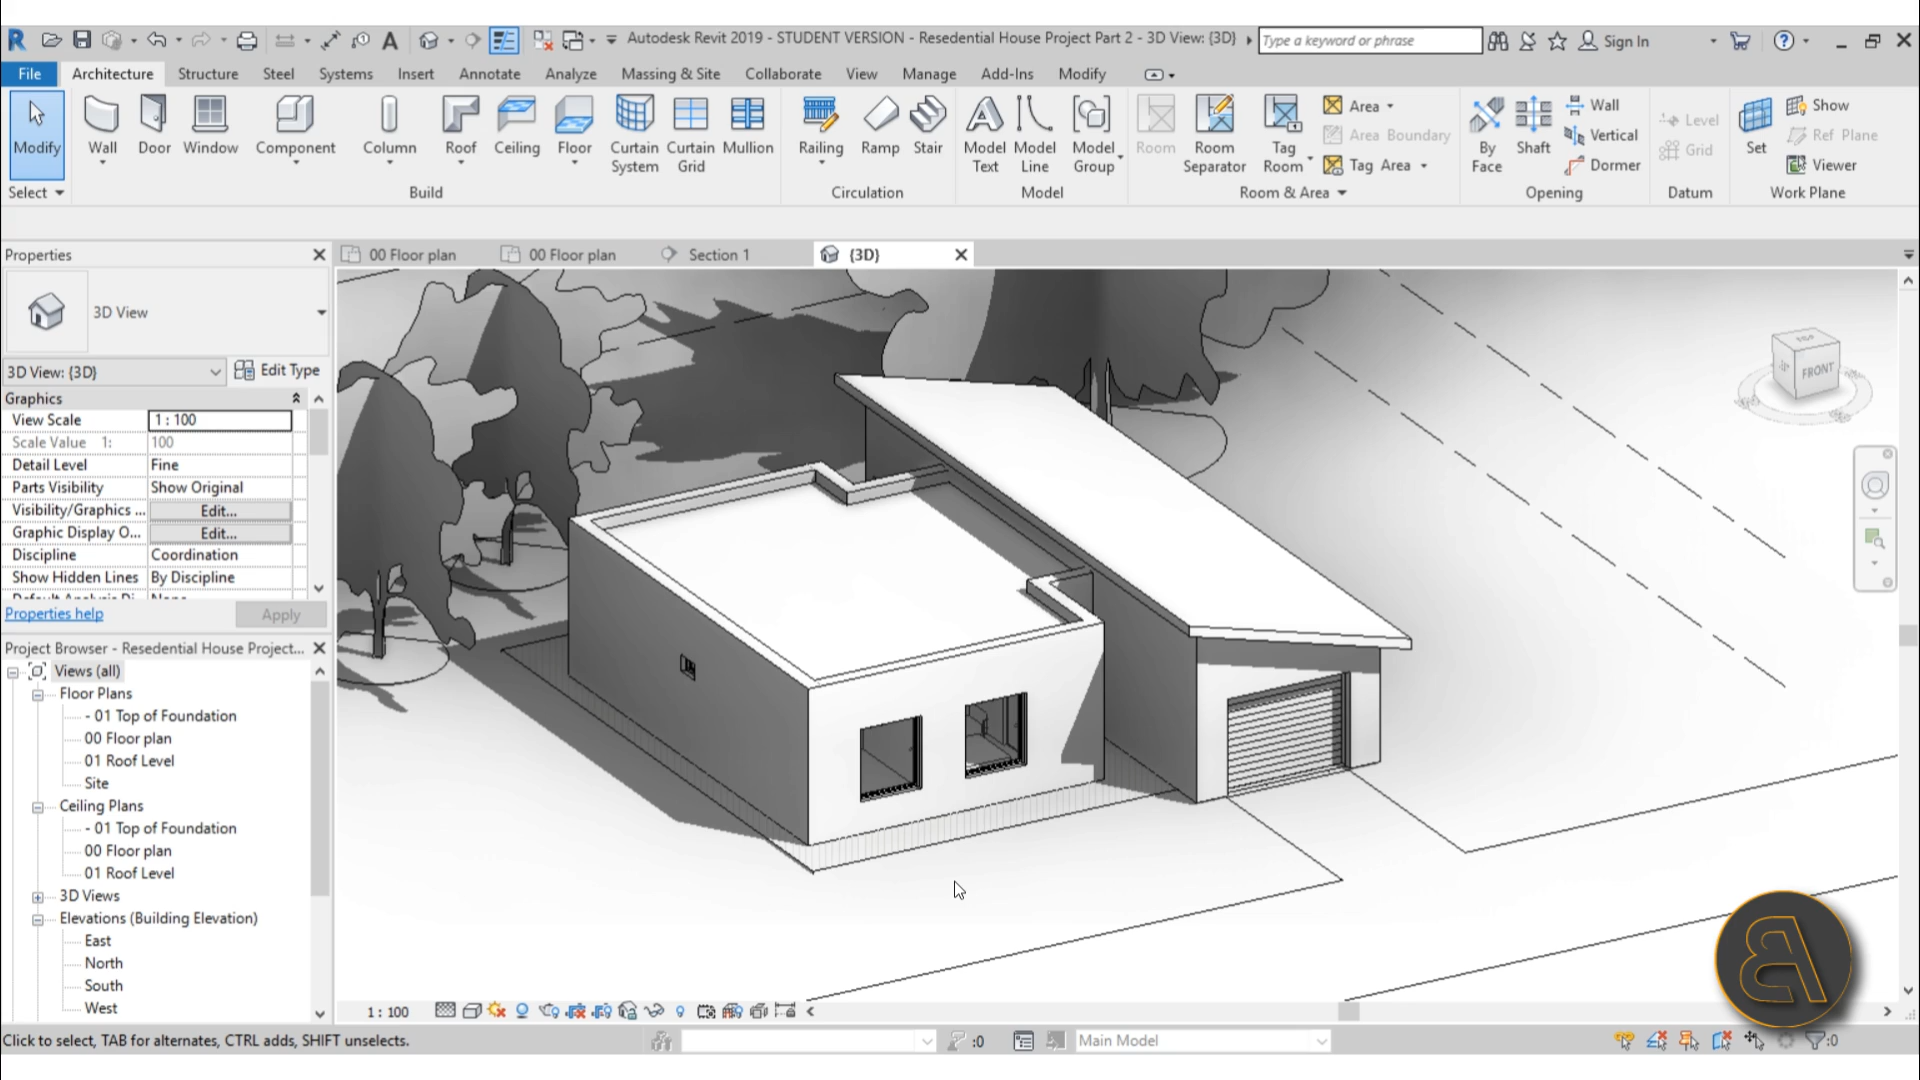 Autodesk Revit 2019 - STUDENT VERSION - Resedential House Project Part 2 - 3D View: {3D}
Type a keyword or phrase
Sign In
File Architecture Structure Steel Systems Insert Annotate Analyze Massing & Site Collaborate View Manage Add-Ins Modify
Modify
Wall
Door
Window
Component
Column
Roof
Ceiling
Floor
Curtain System
Curtain Grid
Mullion
Railing
Ramp
Stair
Model Text
Model Line
Model Group
Room
Room Separator
Tag Room
Area
Area Boundary
Tag Area
By Face
Shaft
Wall
Vertical
Dormer
Level
Grid
Set
Show
Ref Plane
Viewer
Select
Build
Circulation
Model
Room & Area
Opening
Datum
Work Plane
Properties
00 Floor plan
00 Floor plan
Section 1
{3D}
3D View
3D View: {3D}
Edit Type
Graphics
View Scale 1 : 100
Scale Value 1: 100
Detail Level Fine
Parts Visibility Show Original
Visibility/Graphics ... Edit...
Graphic Display O... Edit...
Discipline Coordination
Show Hidden Lines By Discipline
Properties help
Apply
Project Browser - Resedential House Project...
Views (all)
Floor Plans
- 01 Top of Foundation
00 Floor plan
01 Roof Level
Site
Ceiling Plans
- 01 Top of Foundation
00 Floor plan
01 Roof Level
3D Views
Elevations (Building Elevation)
East
North
South
West
TOP
FRONT
1 : 100
Click to select, TAB for alternates, CTRL adds, SHIFT unselects.
:0
Main Model
:0